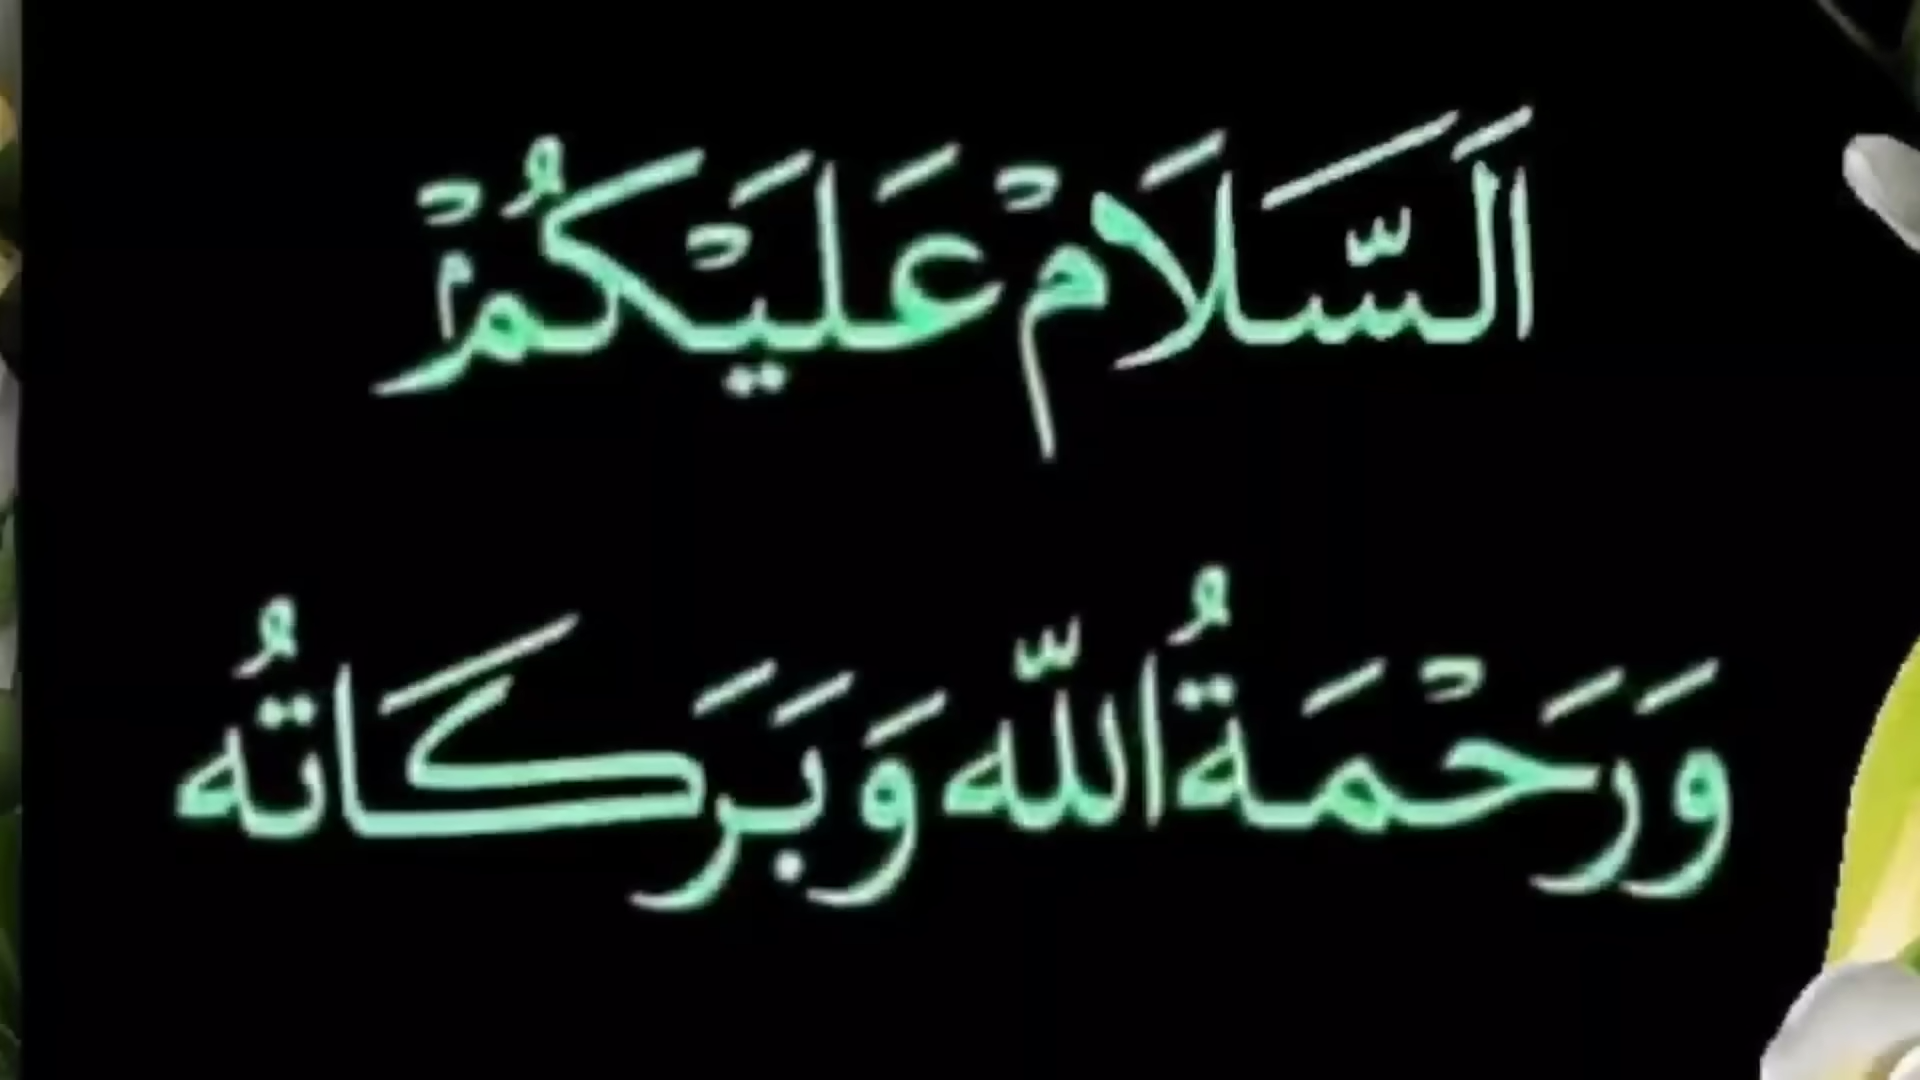 اَلسَّلَامْ عَلَيْكُمْ
وَرَحْمَةُ اللّه وَبَرَكَاتُه